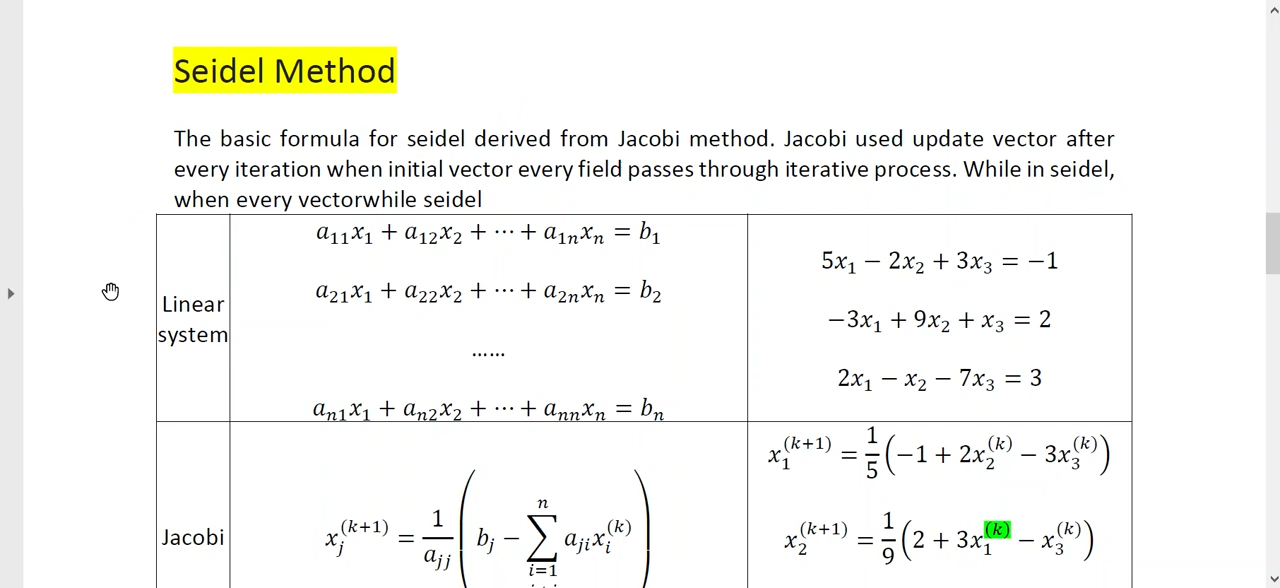 Seidel Method
The basic formula for seidel derived from Jacobi method. Jacobi used update vector after
every iteration when initial vector every field passes through iterative process. While in seidel,
when every vectorwhile seidel
Linear
system
a₁₁x₁ + a₁₂x₂ + ⋯ + a₁ₙxₙ = b₁
a₂₁x₁ + a₂₂x₂ + ⋯ + a₂ₙxₙ = b₂
……
aₙ₁x₁ + aₙ₂x₂ + ⋯ + aₙₙxₙ = bₙ
5x₁ − 2x₂ + 3x₃ = −1
−3x₁ + 9x₂ + x₃ = 2
2x₁ − x₂ − 7x₃ = 3
Jacobi
xⱼ^(k+1) = 1/aⱼⱼ (bⱼ − ∑_{i=1}^{n} aⱼᵢxᵢ^(k))
x₁^(k+1) = 1/5 (−1 + 2x₂^(k) − 3x₃^(k))
x₂^(k+1) = 1/9 (2 + 3x₁^(k) − x₃^(k))